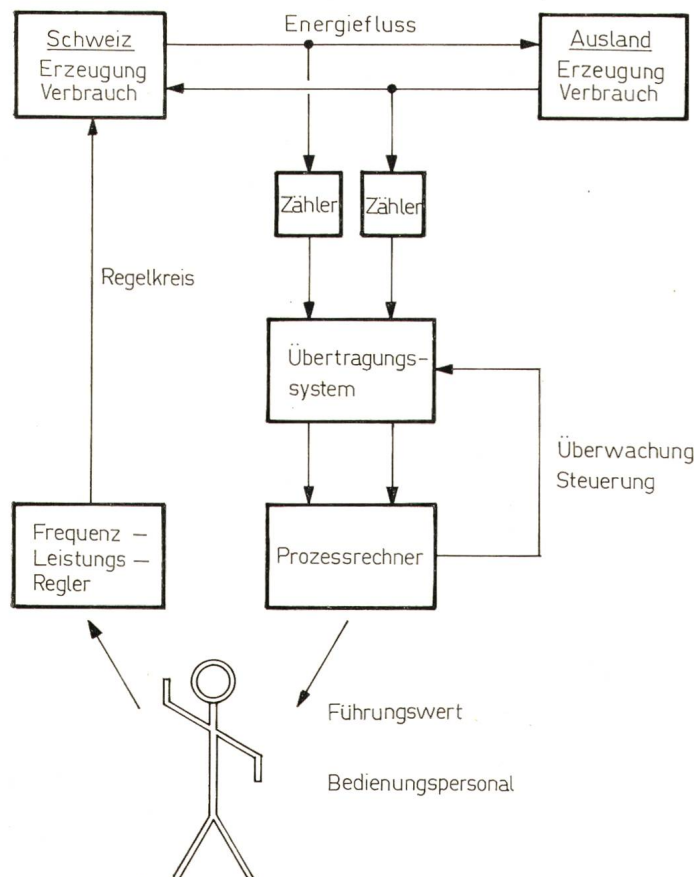 Energiefluss
Schweiz
Erzeugung
Verbrauch
Ausland
Erzeugung
Verbrauch
Zähler
Zähler
Regelkreis
Übertragungs-
system
Überwachung
Steuerung
Frequenz –
Leistungs –
Regler
Prozessrechner
Führungswert
Bedienungspersonal